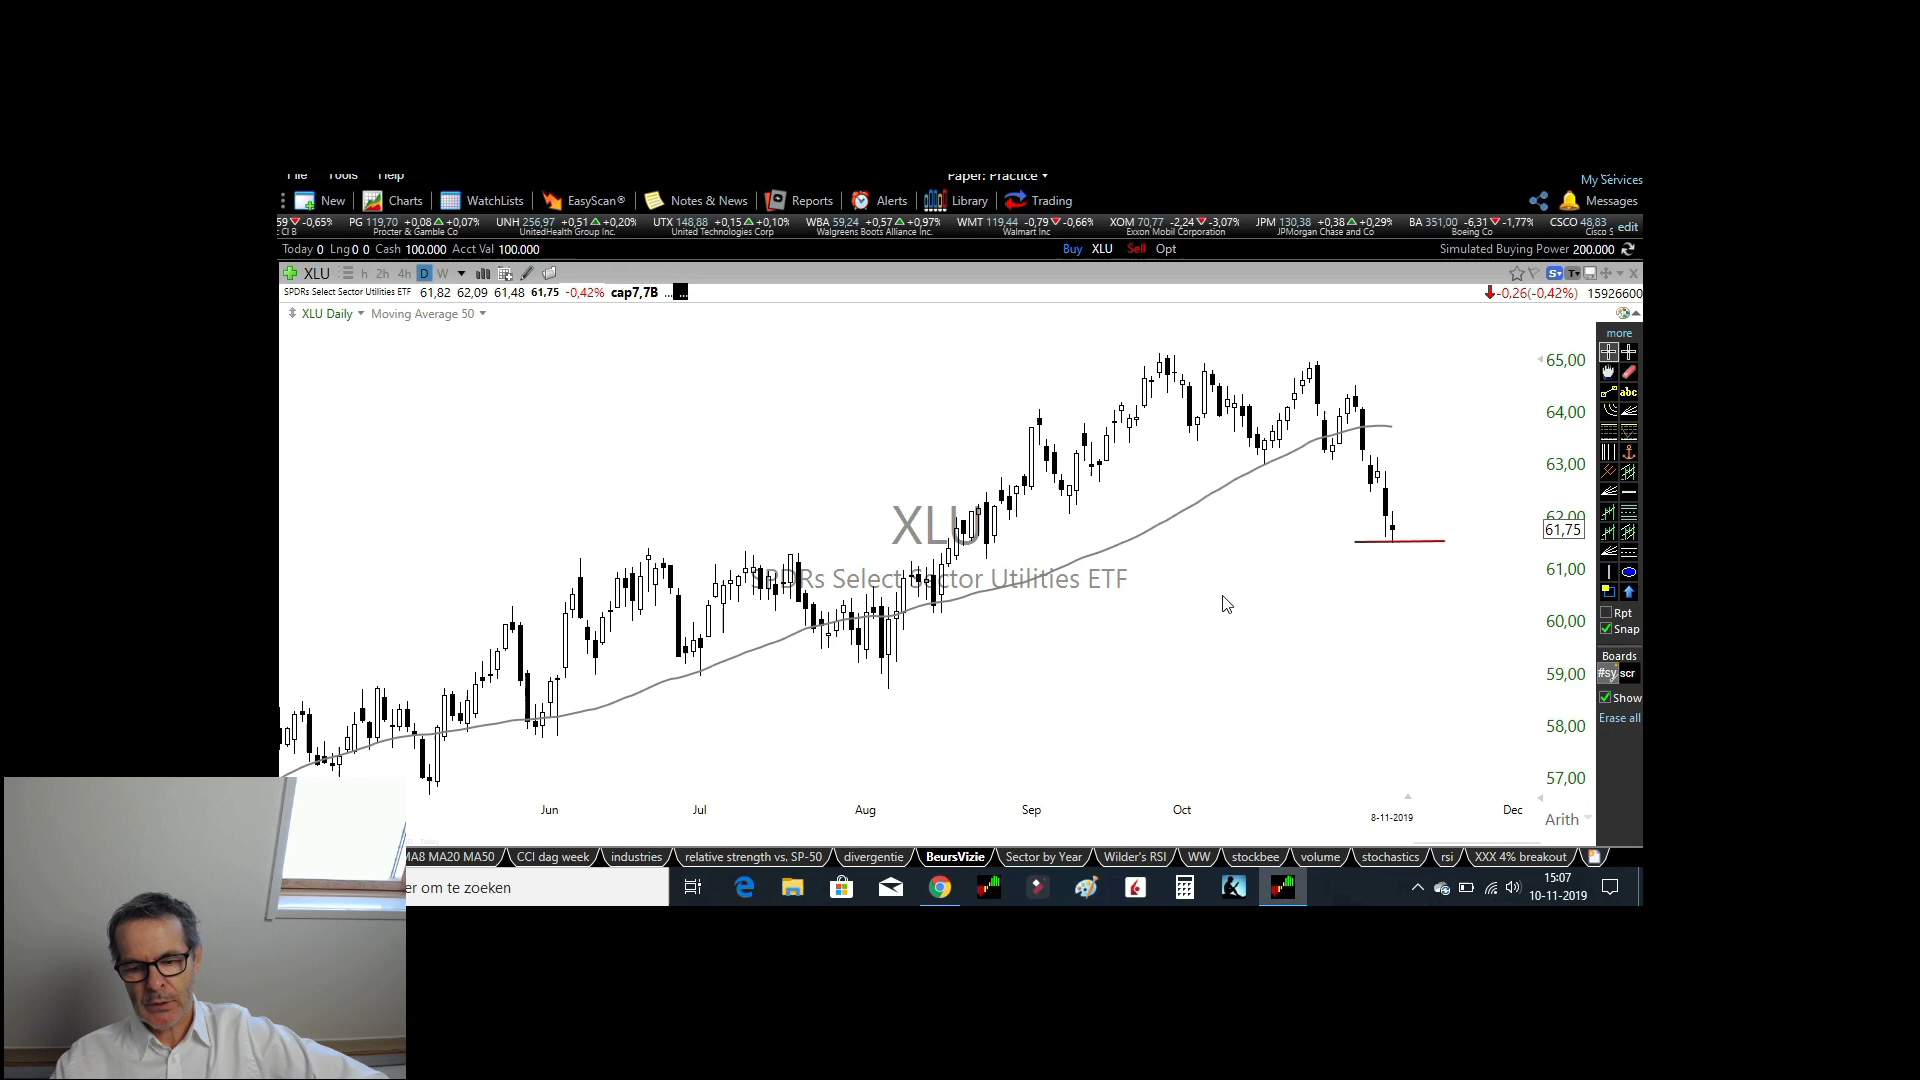 File Tools Help
Paper: Practice
My Services
New Charts WatchLists EasyScan® Notes & News Reports Alerts Library Trading Messages
59 -0,65% PG 119,70 +0,08 +0,07% UNH 256,97 +0,51 +0,20% UTX 148,88 +0,15 +0,10% WBA 59,24 +0,57 +0,97% WMT 119,44 -0,79 -0,66% XOM 70,77 -2,24 -3,07% JPM 130,38 +0,38 +0,29% BA 351,00 -6,31 -1,77% CSCO 48,83 edit
Cl B Procter & Gamble Co UnitedHealth Group Inc. United Technologies Corp Walgreens Boots Alliance Inc. Walmart Inc Exxon Mobil Corporation JPMorgan Chase and Co Boeing Co Cisco S
Today 0 Lng 0 0 Cash 100.000 Acct Val 100.000 Buy XLU Sell Opt Simulated Buying Power 200.000
XLU h 2h 4h D W S T X
SPDRs Select Sector Utilities ETF 61,82 62,09 61,48 61,75 -0,42% cap7,7B ... ... -0,26(-0,42%) 15926600
XLU Daily Moving Average 50
more
65,00
abc
64,00
63,00
62,00
61,75
XLU
SPDRs Select Sector Utilities ETF
61,00
60,00
59,00
58,00
57,00
Rpt
Snap
Boards
#sy scr
Show
Erase all
Jun Jul Aug Sep Oct Dec
8-11-2019
Arith
MA8 MA20 MA50 CCI dag week industries relative strength vs. SP-50 divergentie BeursVizie Sector by Year Wilder's RSI WW stockbee volume stochastics rsi XXX 4% breakout
er om te zoeken
15:07
10-11-2019